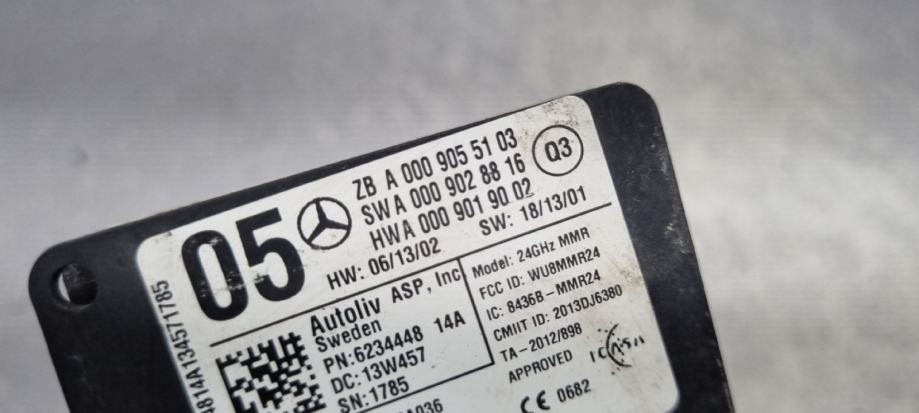 ZB A 000 905 51 03
SWA 000 902 88 16
HWA 000 901 90 02
Q3
05
HW: 06/13/02
SW: 18/13/01
Autoliv ASP, Inc
Sweden
PN:6234448 14A
DC:13W457
SN:1785
Model: 24GHz MMR
FCC ID: WU8MMR24
IC: 8436B-MMR24
CMIIT ID: 2013DJ6380
TA-2012/898
APPROVED
CE 0682
4814A134571785